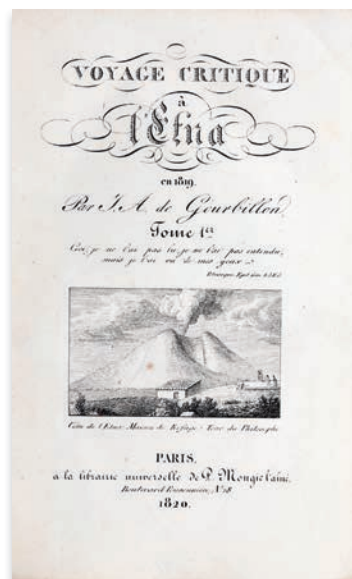 VOYAGE CRITIQUE
à
l'Etna
en 1819.
Par J. A. de Gourbillon.
Tome 1er
Ceci, je ne l'ai pas lu, je ne l'ai pas entendu,
mais je l'ai vu de mes yeux
Cône de l'Etna. Maison de Refuge. Tour du Philosophe
PARIS.
à la librairie universelle de P. Mongie l'aîné,
Boulevard N° 18
1820.